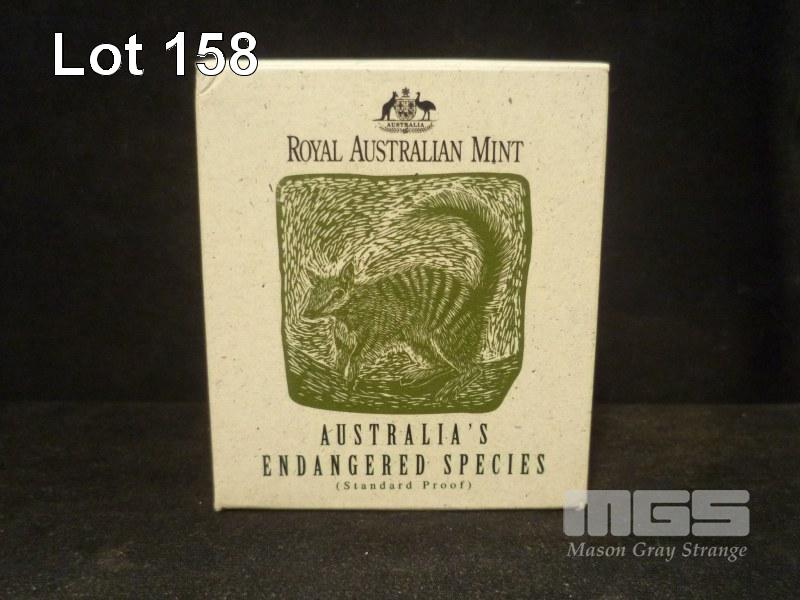 Lot 158
AUSTRALIA
ROYAL AUSTRALIAN MINT
AUSTRALIA'S
ENDANGERED SPECIES
(Standard Proof)
MGS
Mason Gray Strange